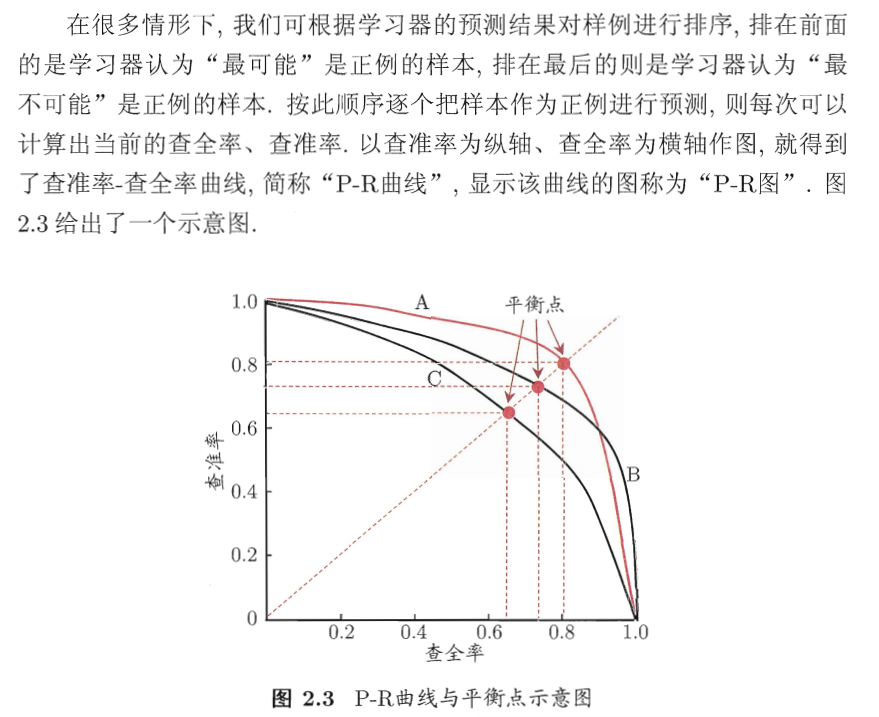 在很多情形下, 我们可根据学习器的预测结果对样例进行排序, 排在前面
的是学习器认为“最可能”是正例的样本, 排在最后的则是学习器认为“最
不可能”是正例的样本. 按此顺序逐个把样本作为正例进行预测, 则每次可以
计算出当前的查全率、查准率. 以查准率为纵轴、查全率为横轴作图, 就得到
了查准率-查全率曲线, 简称“P-R曲线”, 显示该曲线的图称为“P-R图”. 图
2.3 给出了一个示意图.
1.0
A
平衡点
0.8
C
0.6
查准率
B
0.4
0.2
0
0.2 0.4 0.6 0.8 1.0
查全率
图 2.3 P-R曲线与平衡点示意图